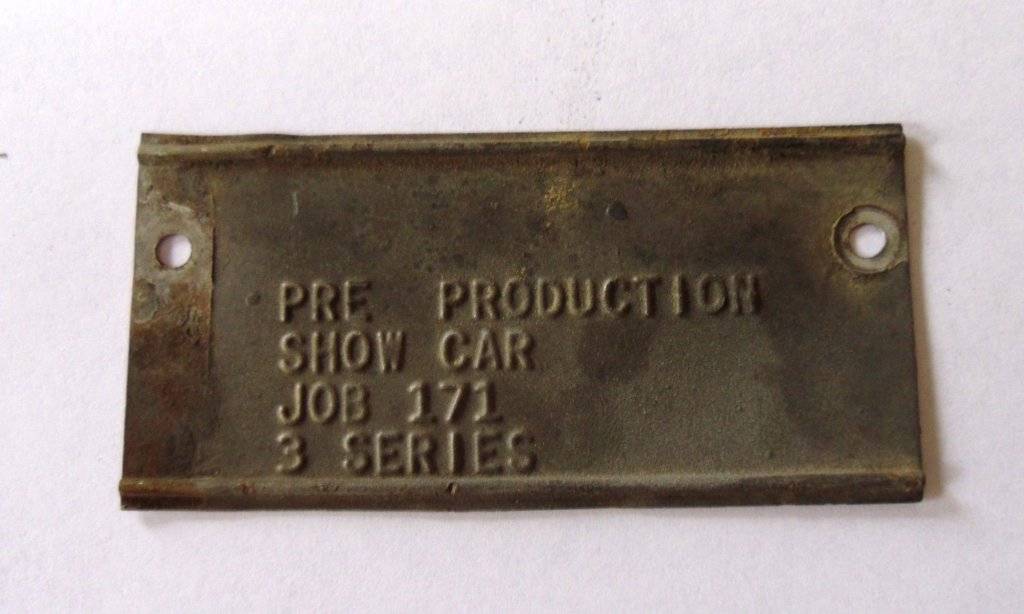 PRE PRODUCTION
SHOW CAR
JOB 171
3 SERIES